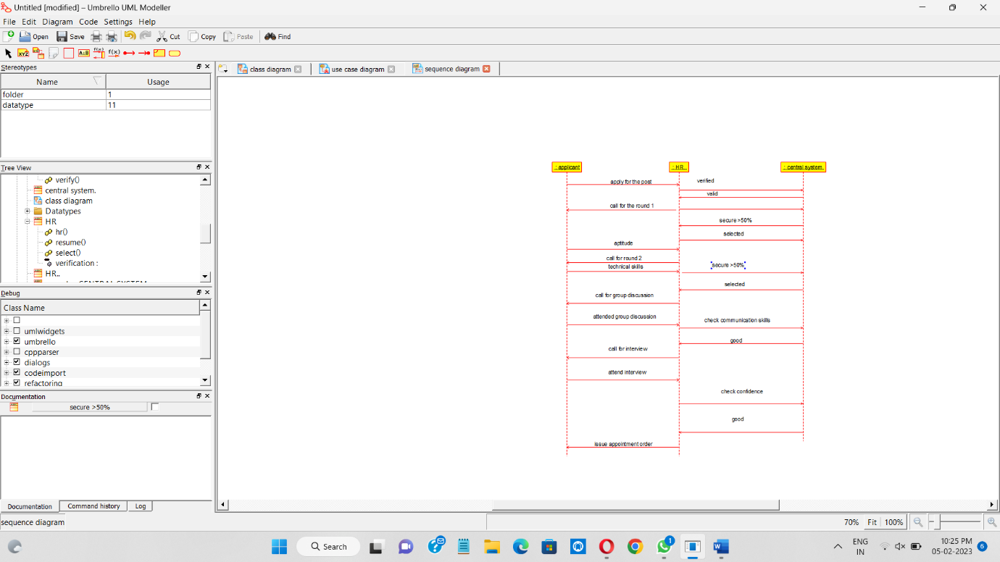 Untitled [modified] – Umbrello UML Modeller
File Edit Diagram Code Settings Help
Open Save Cut Copy Paste Find
XYZ A:B f(x) f(x)
Stereotypes
Name Usage
folder 1
datatype 11
Tree View
verify()
central system.
class diagram
Datatypes
HR
hr()
resume()
select()
verification :
HR..
Debug
Class Name
umlwidgets
umbrello
cppparser
dialogs
codeimport
refactoring
Documentation
secure >50%
Documentation Command history Log
sequence diagram
class diagram use case diagram sequence diagram
: applicant : HR.. : central system.
apply for the post verified
valid
call for the round 1
secure >50%
selected
aptitude
call for round 2
technical skills secure >50%
selected
call for group discussion
attended group discussion check communication skills
good
call for interview
attend interview
check confidence
good
issue appointment order
70% Fit 100%
Search
1
W
ENG
IN
10:25 PM
05-02-2023
6